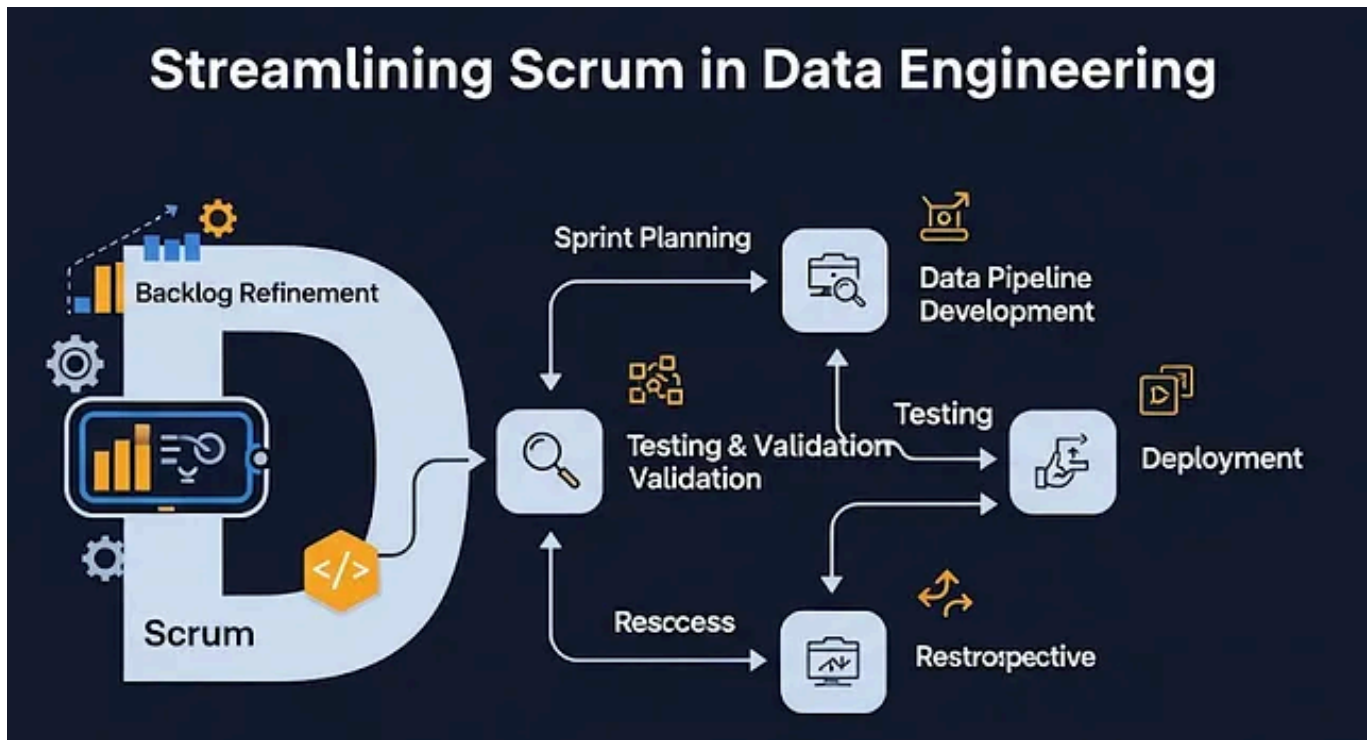 Streamlining Scrum in Data Engineering
Backlog Refinement
Sprint Planning
Data Pipeline
Development
Testing & Validation
Validation
Testing
Deployment
Resccess
Restrospective
Scrum